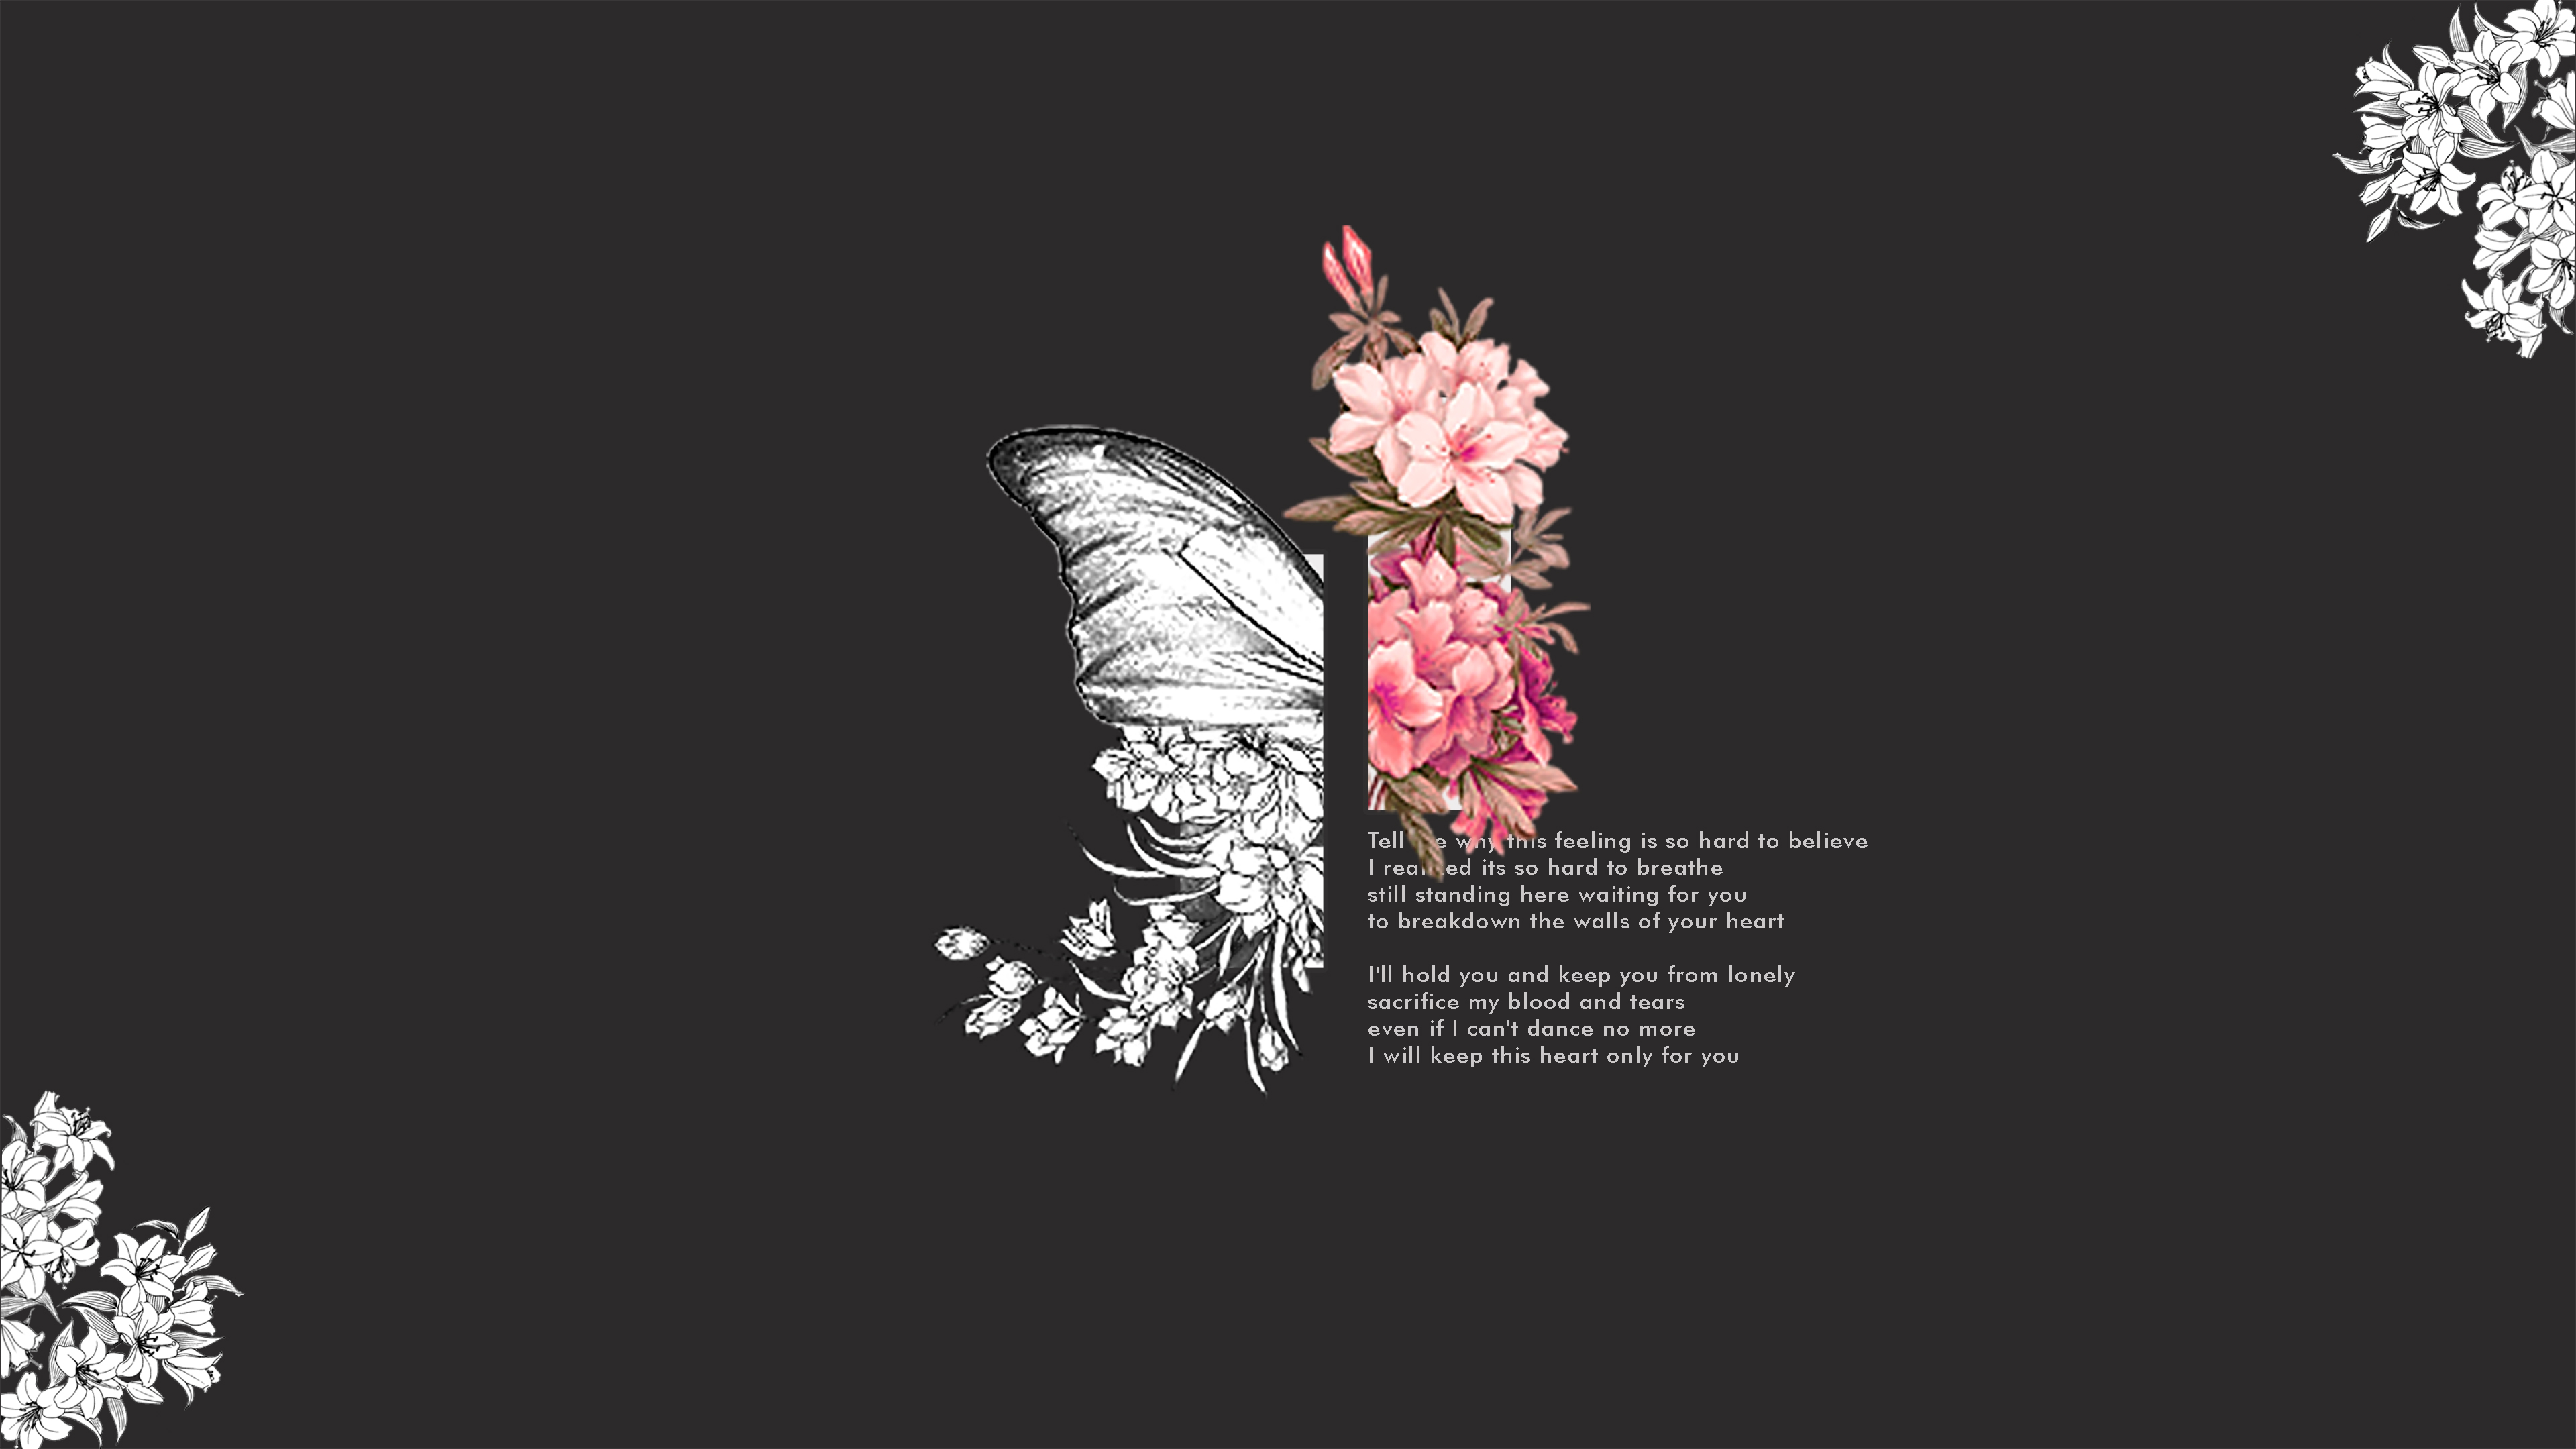 Tell why this feeling is so hard to believe
I its so hard to breathe
still standing here waiting for you
to breakdown the walls of your heart
I'll hold you and keep you from lonely
sacrifice my blood and tears
even if I can't dance no more
I will keep this heart only for you